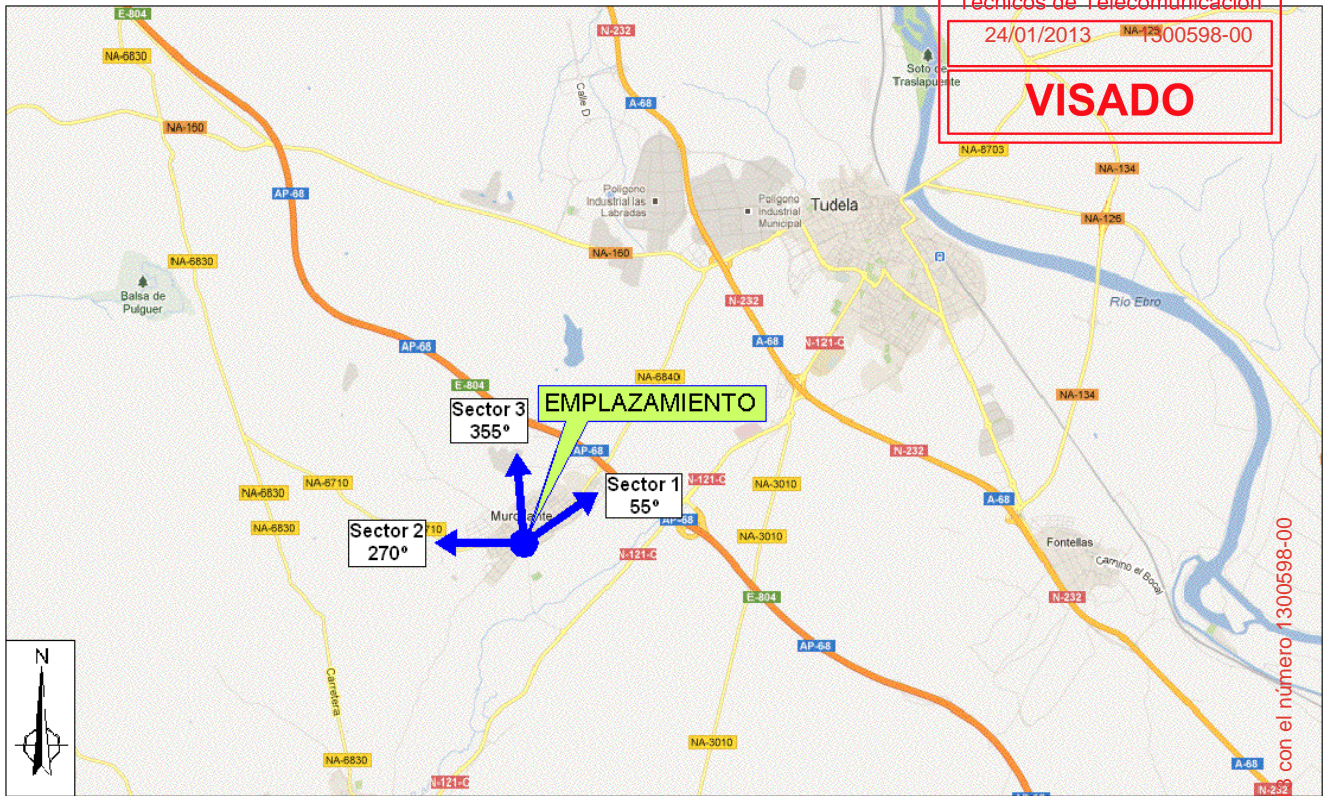 Técnicos de Telecomunicación
24/01/2013 1300598-00
VISADO
E-804
N-232
NA-125
NA-6830
Soto de
Traslapuente
Calle D
A-68
NA-160
NA-8703
NA-134
AP-68
Polígono
Industrial las
Labradas
Polígono
Industrial
Municipal
Tudela
NA-126
NA-160
NA-6830
Balsa de
Pulguer
N-232
Río Ebro
AP-68
A-68
N-121-C
E-804
NA-6840
NA-134
EMPLAZAMIENTO
Sector 3
355º
AP-68
N-232
NA-6830
NA-6710
Sector 1
55º
N-121-C
NA-3010
A-68
NA-6830
Sector 2
270º
AP-68
NA-3010
N-121-C
Fontellas
Camino el Bocal
E-804
N-232
AP-68
N
Carretera
NA-3010
NA-6830
N-121-C
A-68
N-232
AP-68
con el número 1300598-00